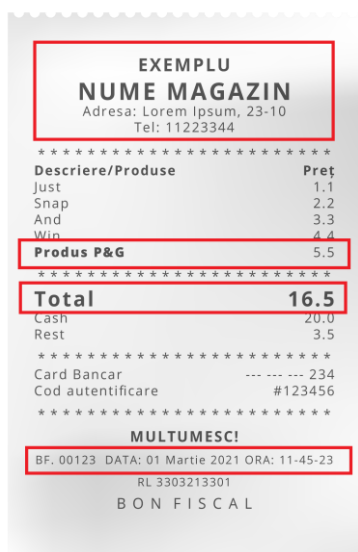 EXEMPLU
NUME MAGAZIN
Adresa: Lorem Ipsum, 23-10
Tel: 11223344
* * * * * * * * * * * * * * * * * * * * * * * *
Descriere/Produse Preț
Just 1.1
Snap 2.2
And 3.3
Win 4.4
Produs P&G 5.5
* * * * * * * * * * * * * * * * * * * * * * * *
Total 16.5
Cash 20.0
Rest 3.5
* * * * * * * * * * * * * * * * * * * * * * * *
Card Bancar --- --- --- 234
Cod autentificare #123456
* * * * * * * * * * * * * * * * * * * * * * * *
MULTUMESC!
BF. 00123 DATA: 01 Martie 2021 ORA: 11-45-23
RL 3303213301
BON FISCAL